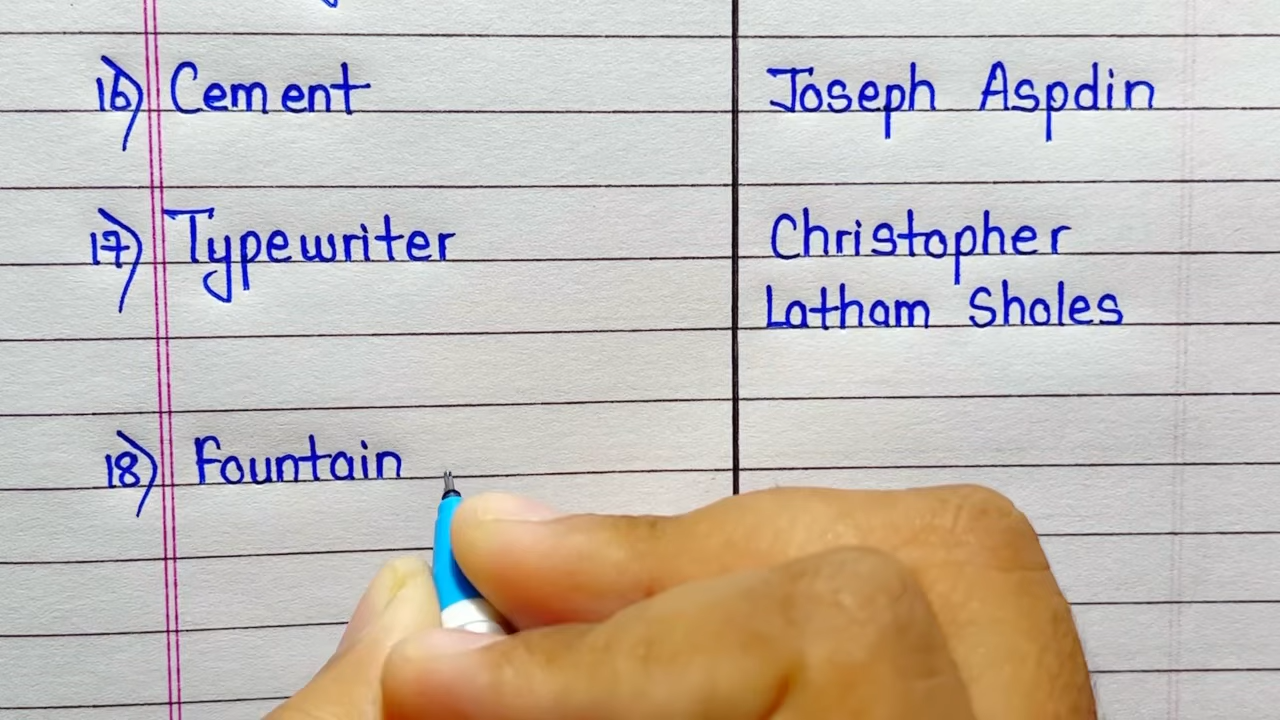 16) Cement Joseph Aspdin
17) Typewriter Christopher
Latham Sholes
18) Fountain